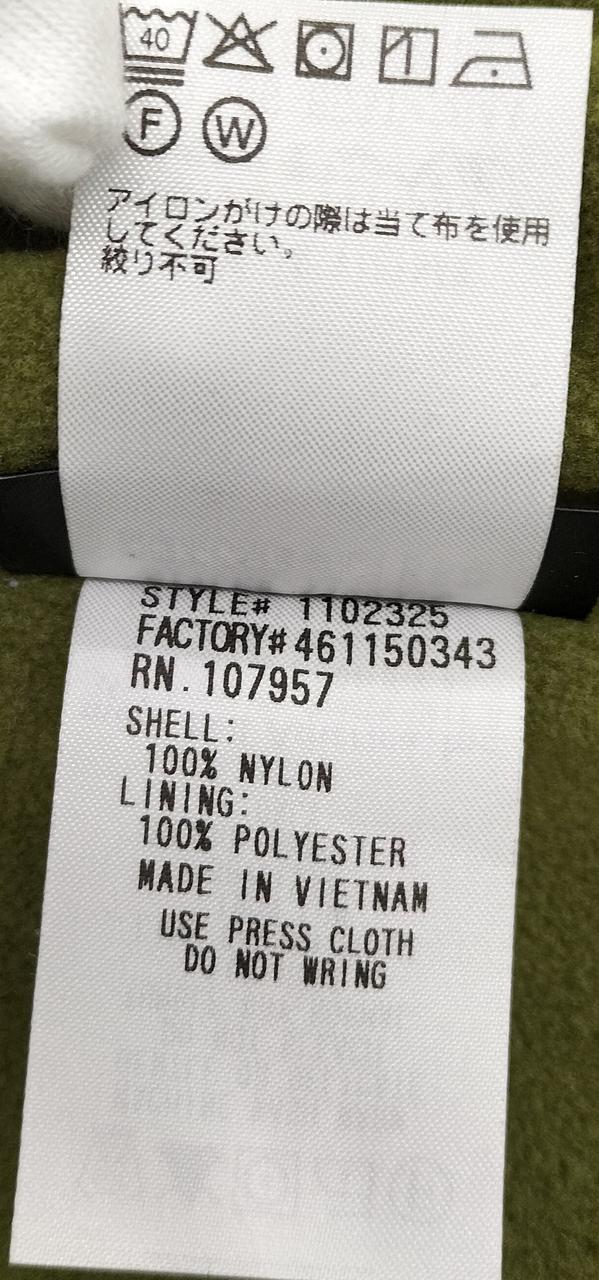 40
F W
アイロンがけの際は当て布を使用
してください。
絞り不可
STYLE# 1102325
FACTORY# 461150343
RN. 107957
SHELL:
100% NYLON
LINING:
100% POLYESTER
MADE IN VIETNAM
USE PRESS CLOTH
DO NOT WRING